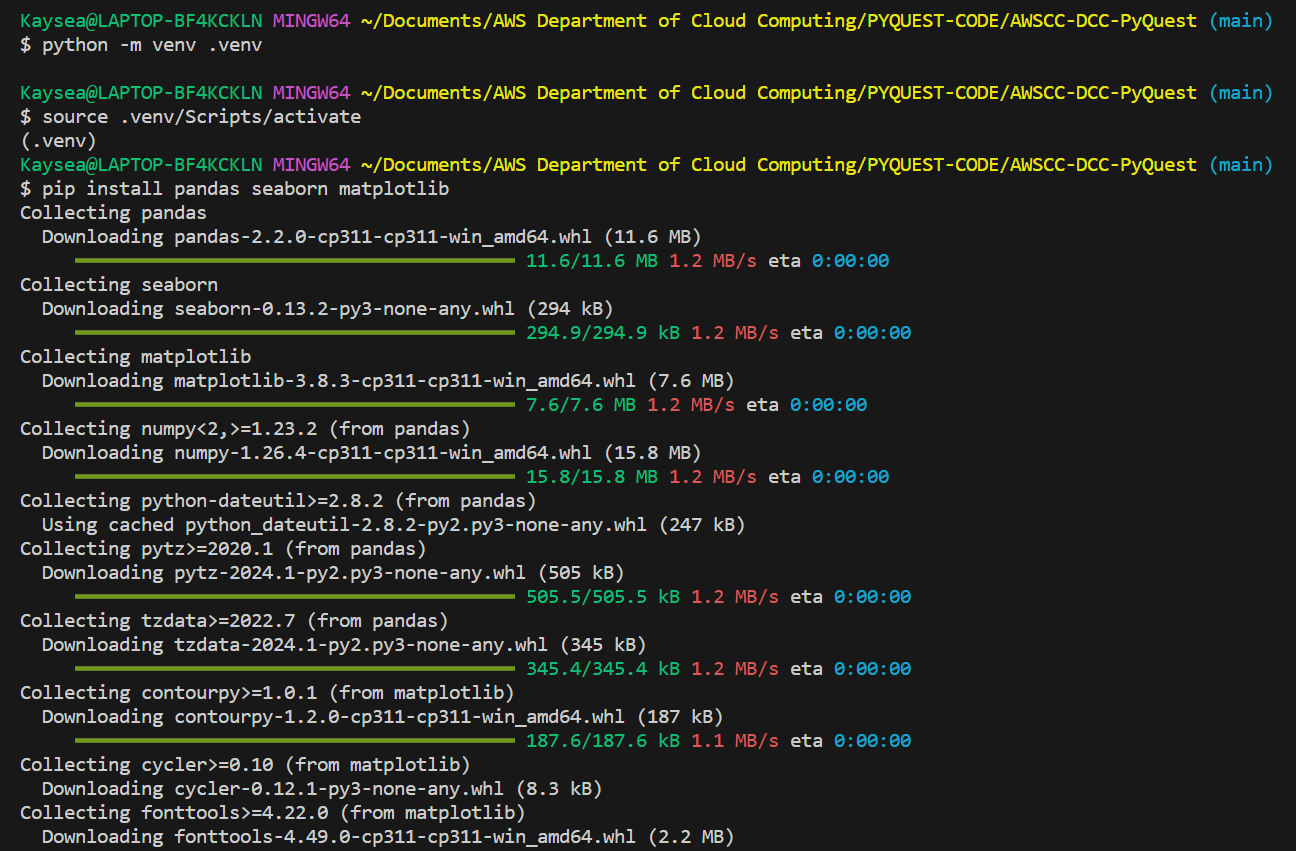 Kaysea@LAPTOP-BF4KCKLN MINGW64 ~/Documents/AWS Department of Cloud Computing/PYQUEST-CODE/AWSCC-DCC-PyQuest (main)
$ python -m venv .venv
Kaysea@LAPTOP-BF4KCKLN MINGW64 ~/Documents/AWS Department of Cloud Computing/PYQUEST-CODE/AWSCC-DCC-PyQuest (main)
$ source .venv/Scripts/activate
(.venv)
Kaysea@LAPTOP-BF4KCKLN MINGW64 ~/Documents/AWS Department of Cloud Computing/PYQUEST-CODE/AWSCC-DCC-PyQuest (main)
$ pip install pandas seaborn matplotlib
Collecting pandas
  Downloading pandas-2.2.0-cp311-cp311-win_amd64.whl (11.6 MB)
11.6/11.6 MB 1.2 MB/s eta 0:00:00
Collecting seaborn
  Downloading seaborn-0.13.2-py3-none-any.whl (294 kB)
294.9/294.9 kB 1.2 MB/s eta 0:00:00
Collecting matplotlib
  Downloading matplotlib-3.8.3-cp311-cp311-win_amd64.whl (7.6 MB)
7.6/7.6 MB 1.2 MB/s eta 0:00:00
Collecting numpy<2,>=1.23.2 (from pandas)
  Downloading numpy-1.26.4-cp311-cp311-win_amd64.whl (15.8 MB)
15.8/15.8 MB 1.2 MB/s eta 0:00:00
Collecting python-dateutil>=2.8.2 (from pandas)
  Using cached python_dateutil-2.8.2-py2.py3-none-any.whl (247 kB)
Collecting pytz>=2020.1 (from pandas)
  Downloading pytz-2024.1-py2.py3-none-any.whl (505 kB)
505.5/505.5 kB 1.2 MB/s eta 0:00:00
Collecting tzdata>=2022.7 (from pandas)
  Downloading tzdata-2024.1-py2.py3-none-any.whl (345 kB)
345.4/345.4 kB 1.2 MB/s eta 0:00:00
Collecting contourpy>=1.0.1 (from matplotlib)
  Downloading contourpy-1.2.0-cp311-cp311-win_amd64.whl (187 kB)
187.6/187.6 kB 1.1 MB/s eta 0:00:00
Collecting cycler>=0.10 (from matplotlib)
  Downloading cycler-0.12.1-py3-none-any.whl (8.3 kB)
Collecting fonttools>=4.22.0 (from matplotlib)
  Downloading fonttools-4.49.0-cp311-cp311-win_amd64.whl (2.2 MB)